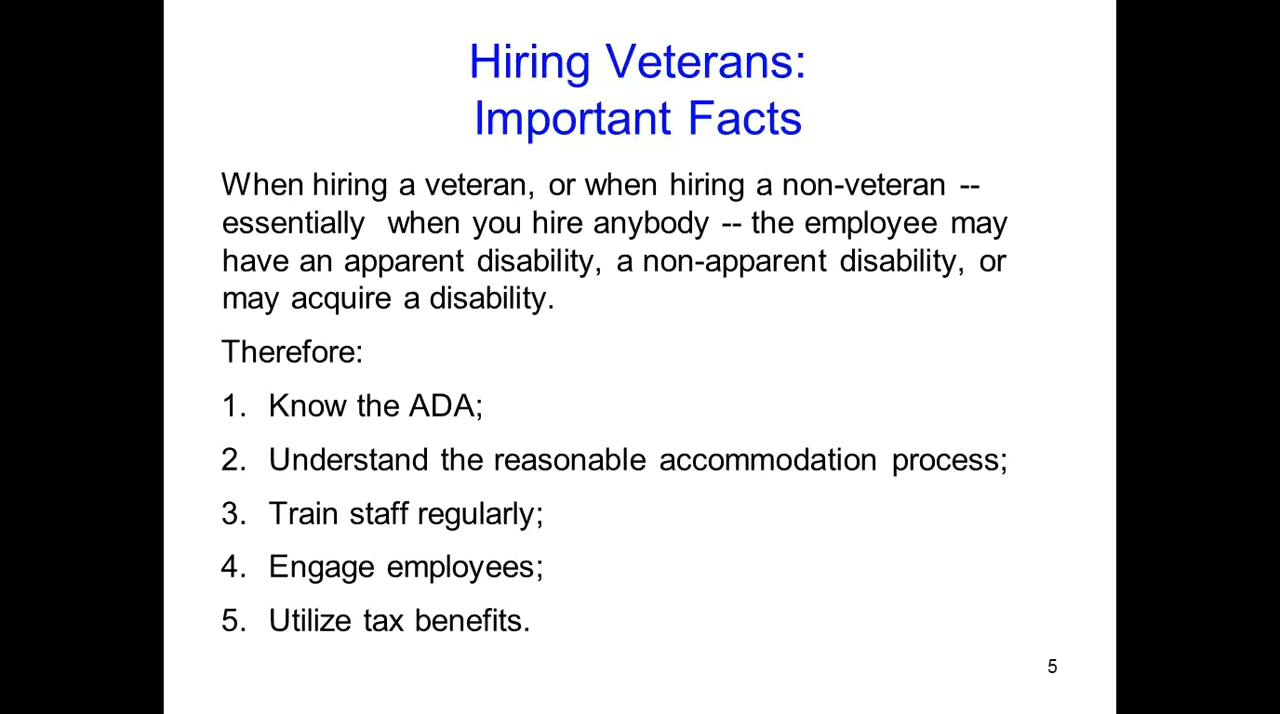 Hiring Veterans:
Important Facts
When hiring a veteran, or when hiring a non-veteran --
essentially when you hire anybody -- the employee may
have an apparent disability, a non-apparent disability, or
may acquire a disability.
Therefore:
1. Know the ADA;
2. Understand the reasonable accommodation process;
3. Train staff regularly;
4. Engage employees;
5. Utilize tax benefits.
5